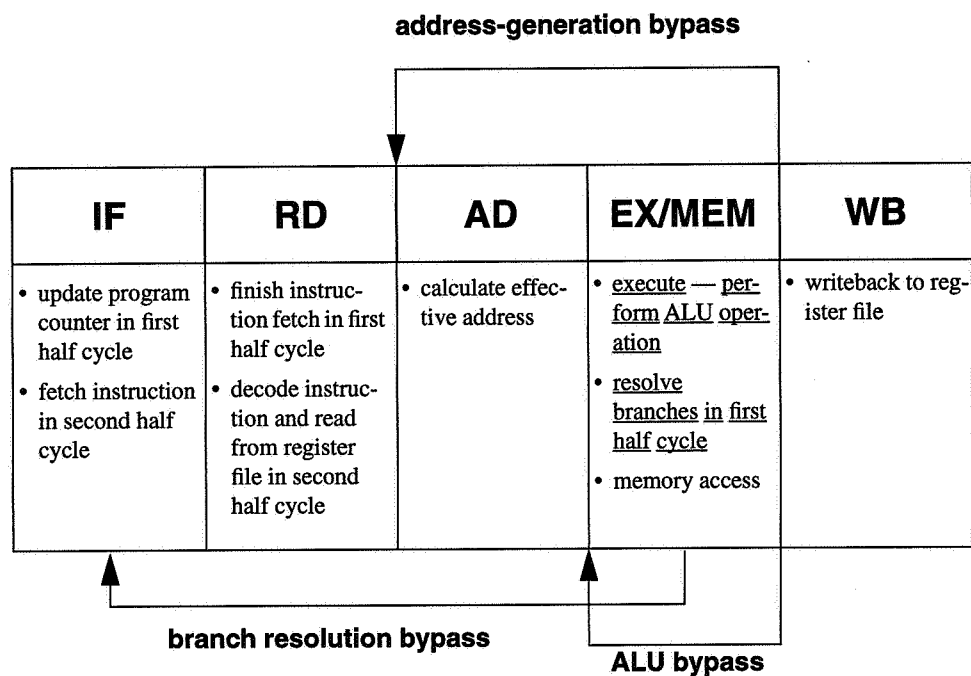 address-generation bypass
IF
RD
AD
EX/MEM
WB
• update program
counter in first
half cycle
• fetch instruction
in second half
cycle
• finish instruc-
tion fetch in first
half cycle
• decode instruc-
tion and read
from register
file in second
half cycle
• calculate effec-
tive address
• execute — per-
form ALU oper-
ation
• resolve
branches in first
half cycle
• memory access
• writeback to reg-
ister file
branch resolution bypass
ALU bypass